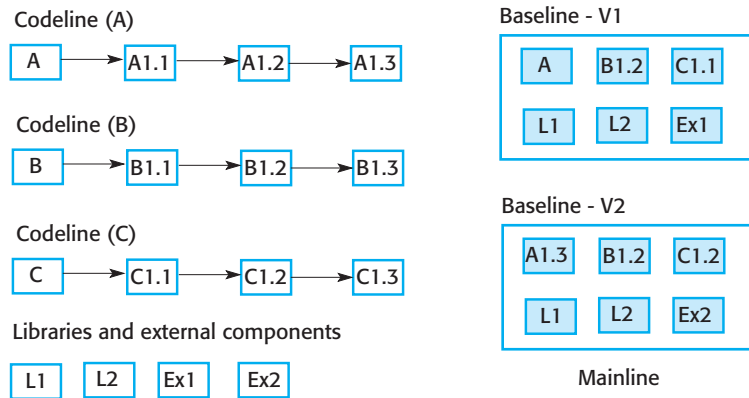 Codeline (A)
A A1.1 A1.2 A1.3
Codeline (B)
B B1.1 B1.2 B1.3
Codeline (C)
C C1.1 C1.2 C1.3
Libraries and external components
L1 L2 Ex1 Ex2
Baseline - V1
A B1.2 C1.1
L1 L2 Ex1
Baseline - V2
A1.3 B1.2 C1.2
L1 L2 Ex2
Mainline